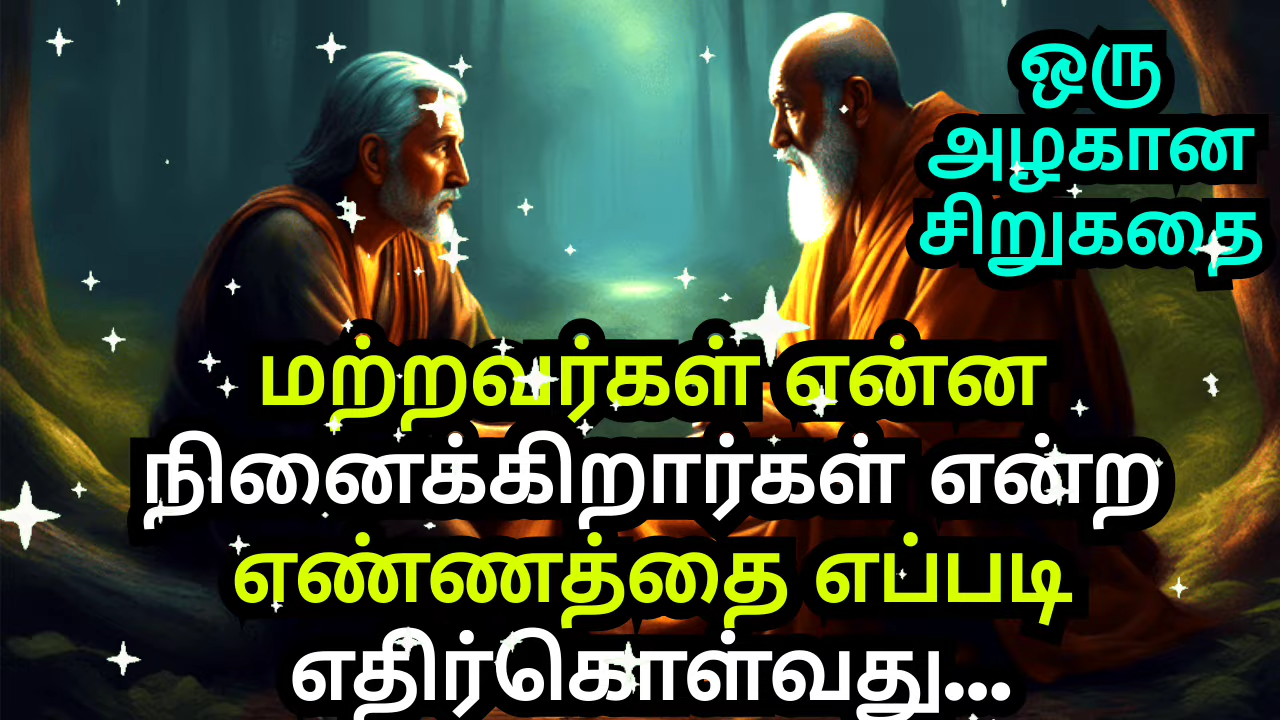 ஒரு
அழகான
சிறுகதை
மற்றவர்கள் என்ன
நினைக்கிறார்கள் என்ற
எண்ணத்தை எப்படி
எதிர்கொள்வது...